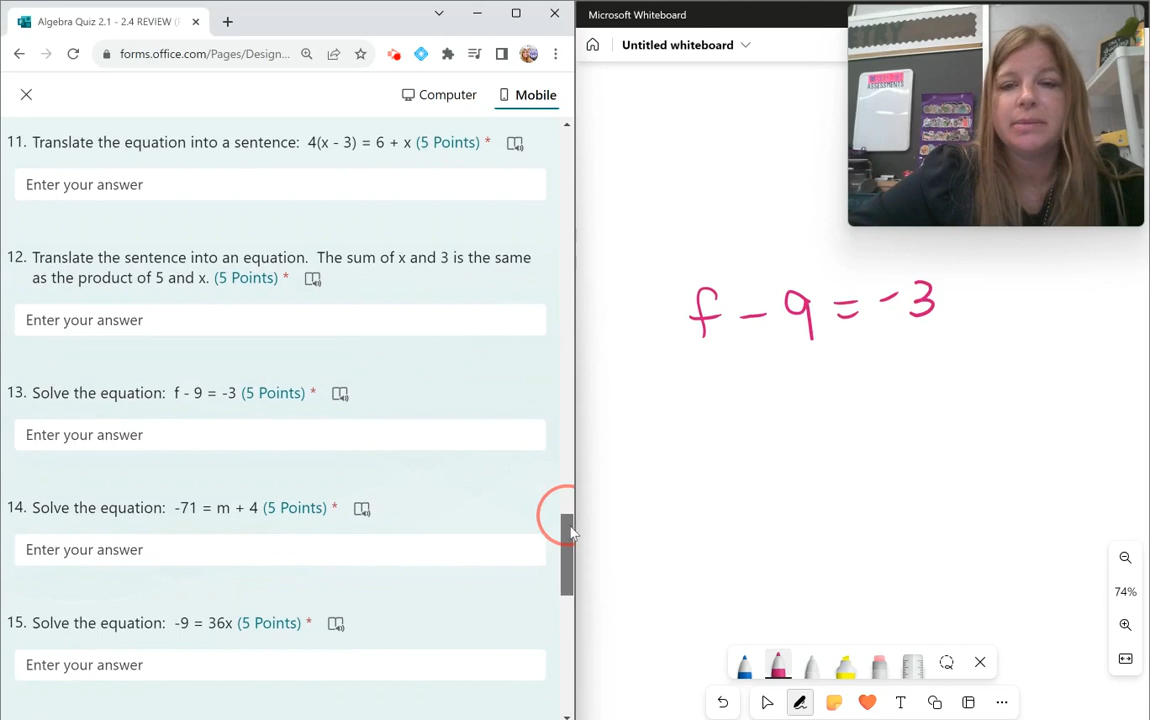 Algebra Quiz 2.1 - 2.4 REVIEW (
forms.office.com/Pages/Design...
Computer
Mobile
11. Translate the equation into a sentence: 4(x - 3) = 6 + x (5 Points) *
Enter your answer
12. Translate the sentence into an equation. The sum of x and 3 is the same
as the product of 5 and x. (5 Points) *
Enter your answer
13. Solve the equation: f - 9 = -3 (5 Points) *
Enter your answer
14. Solve the equation: -71 = m + 4 (5 Points) *
Enter your answer
15. Solve the equation: -9 = 36x (5 Points) *
Enter your answer
Microsoft Whiteboard
Untitled whiteboard
ASSESSMENTS
f - 9 = -3
74%